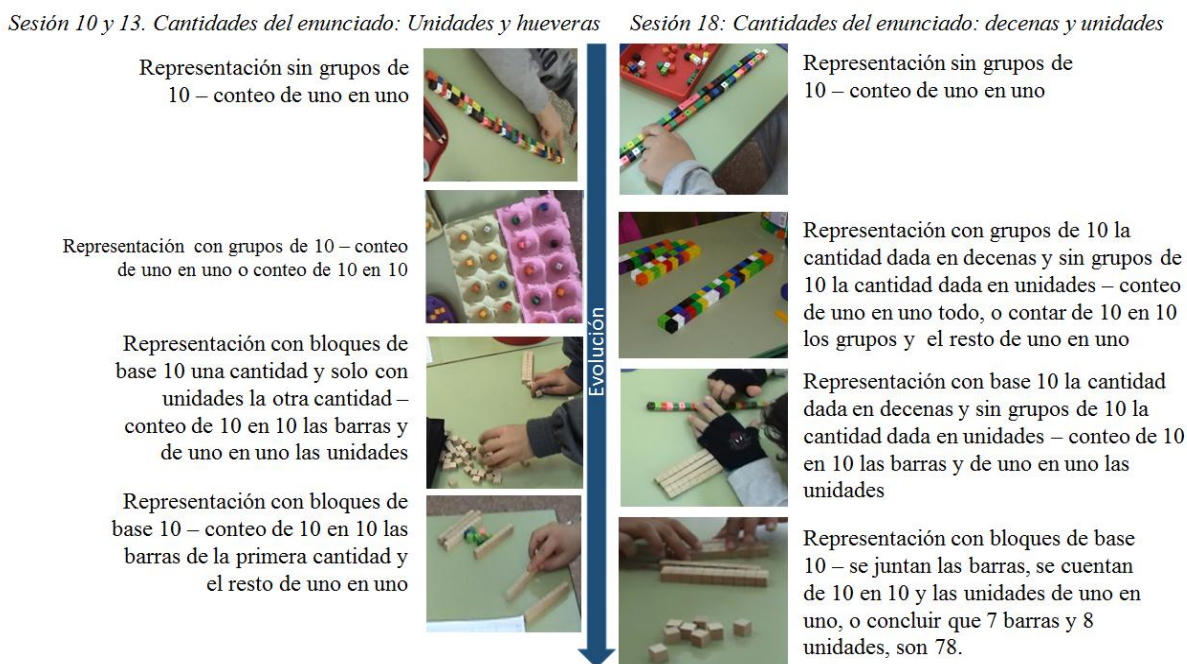 Sesión 10 y 13. Cantidades del enunciado: Unidades y hueveras
Representación sin grupos de
10 – conteo de uno en uno
Representación con grupos de 10 – conteo
de uno en uno o conteo de 10 en 10
Representación con bloques de
base 10 una cantidad y solo con
unidades la otra cantidad –
conteo de 10 en 10 las barras y
de uno en uno las unidades
Representación con bloques de
base 10 – conteo de 10 en 10 las
barras de la primera cantidad y
el resto de uno en uno
Evolución
Sesión 18: Cantidades del enunciado: decenas y unidades
Representación sin grupos de
10 – conteo de uno en uno
Representación con grupos de 10 la
cantidad dada en decenas y sin grupos de
10 la cantidad dada en unidades – conteo
de uno en uno todo, o contar de 10 en 10
los grupos y el resto de uno en uno
Representación con base 10 la cantidad
dada en decenas y sin grupos de 10 la
cantidad dada en unidades – conteo de 10
en 10 las barras y de uno en uno las
unidades
Representación con bloques de base
10 – se juntan las barras, se cuentan
de 10 en 10 y las unidades de uno en
uno, o concluir que 7 barras y 8
unidades, son 78.